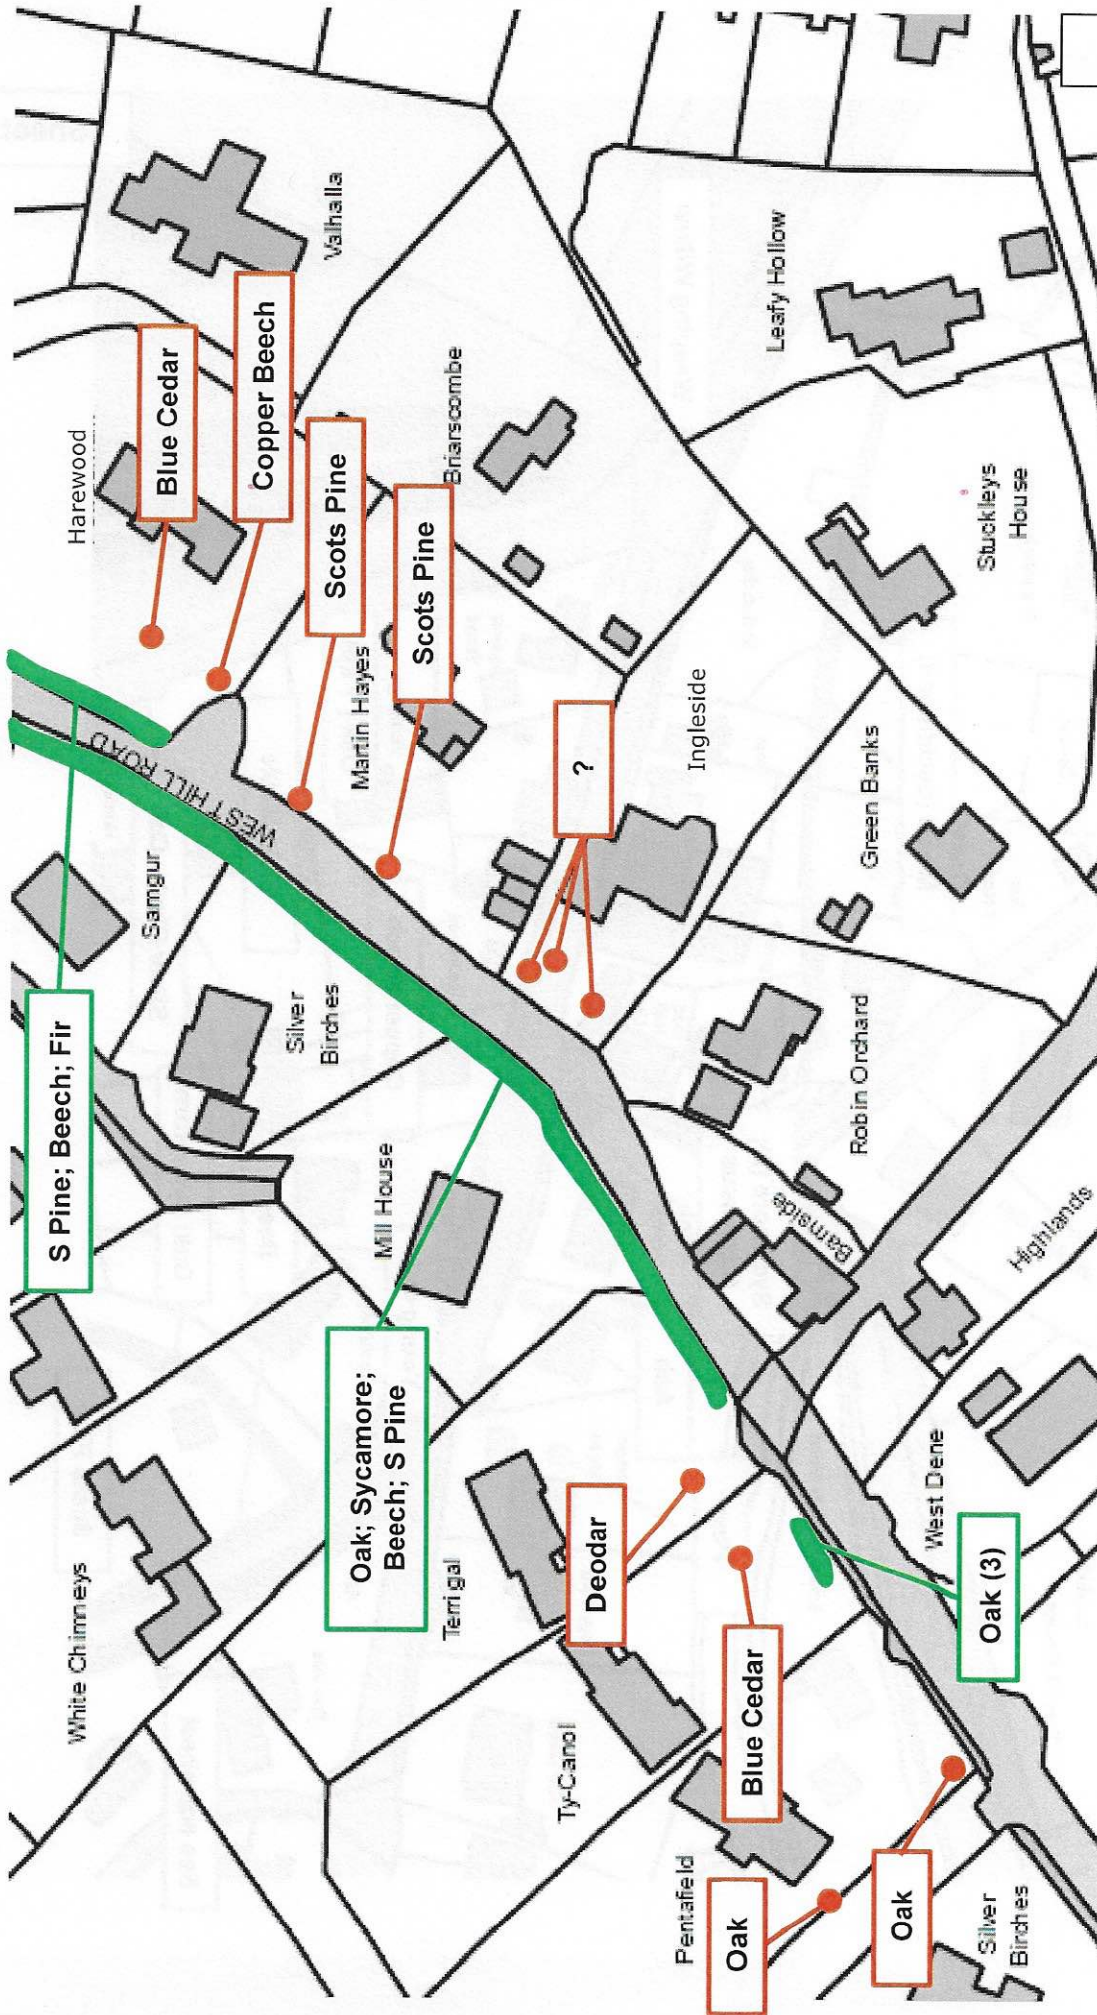 White Chimneys
S Pine; Beech; Fir
Samgur
Harewood
Blue Cedar
Copper Beech
Valhalla
WEST HILL ROAD
Silver
Birches
Mill House
Oak; Sycamore;
Beech; S Pine
Terrigal
Martin Hayes
Scots Pine
Scots Pine
Briarscombe
Ty-Canol
Deodar
?
Ingleside
Pentafield
Oak
Blue Cedar
Leafy Hollow
Green Banks
Robin Orchard
Barnside
Oak
West Dene
Oak (3)
Stuckleys
House
Highlands
Silver
Birches